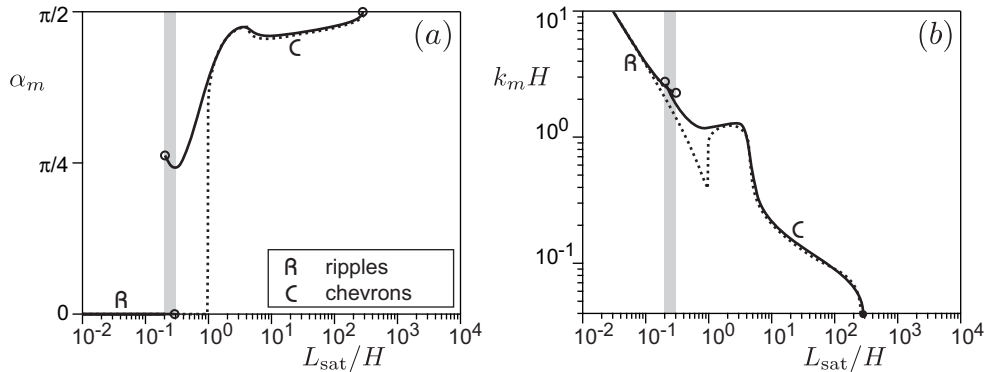 π/2
(a)
C
α_m
π/4
R ripples
C chevrons
R
0
10^-2 10^-1 10^0 10^1 10^2 10^3 10^4
L_sat/H
10^1
(b)
R
k_mH
10^0
C
10^-1
10^-2 10^-1 10^0 10^1 10^2 10^3 10^4
L_sat/H